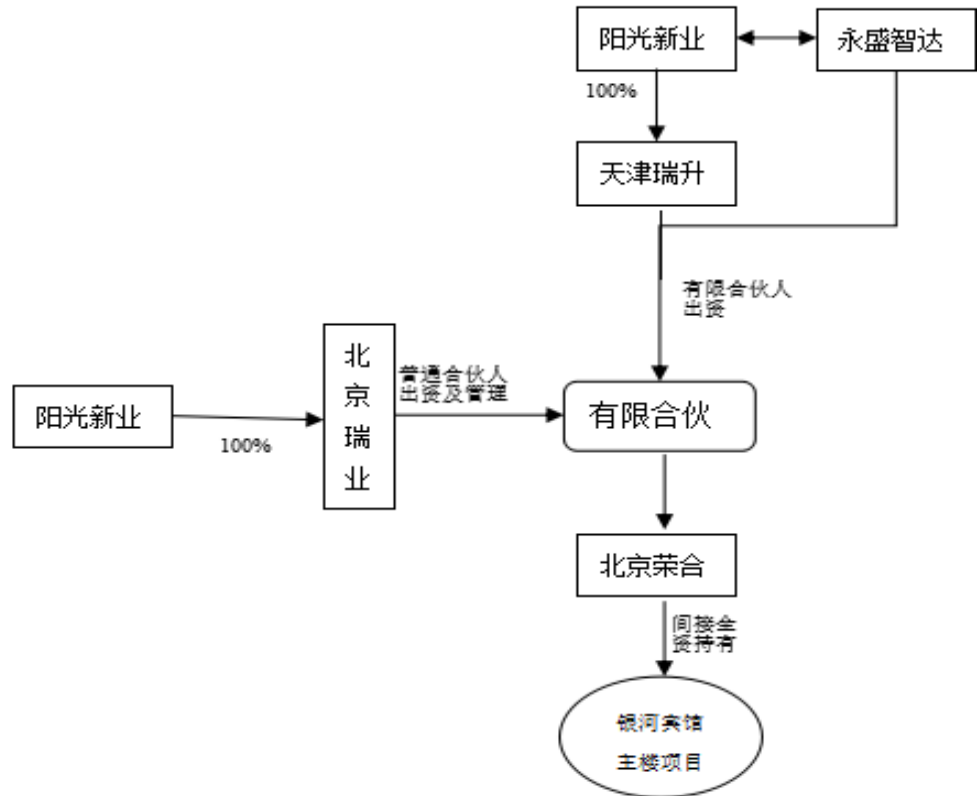 阳光新业
永盛智达
100%
天津瑞升
有限合伙人
出资
北
京
瑞
业
普通合伙人
出资及管理
阳光新业
100%
有限合伙
北京荣合
间接全
资持有
银河宾馆
主楼项目